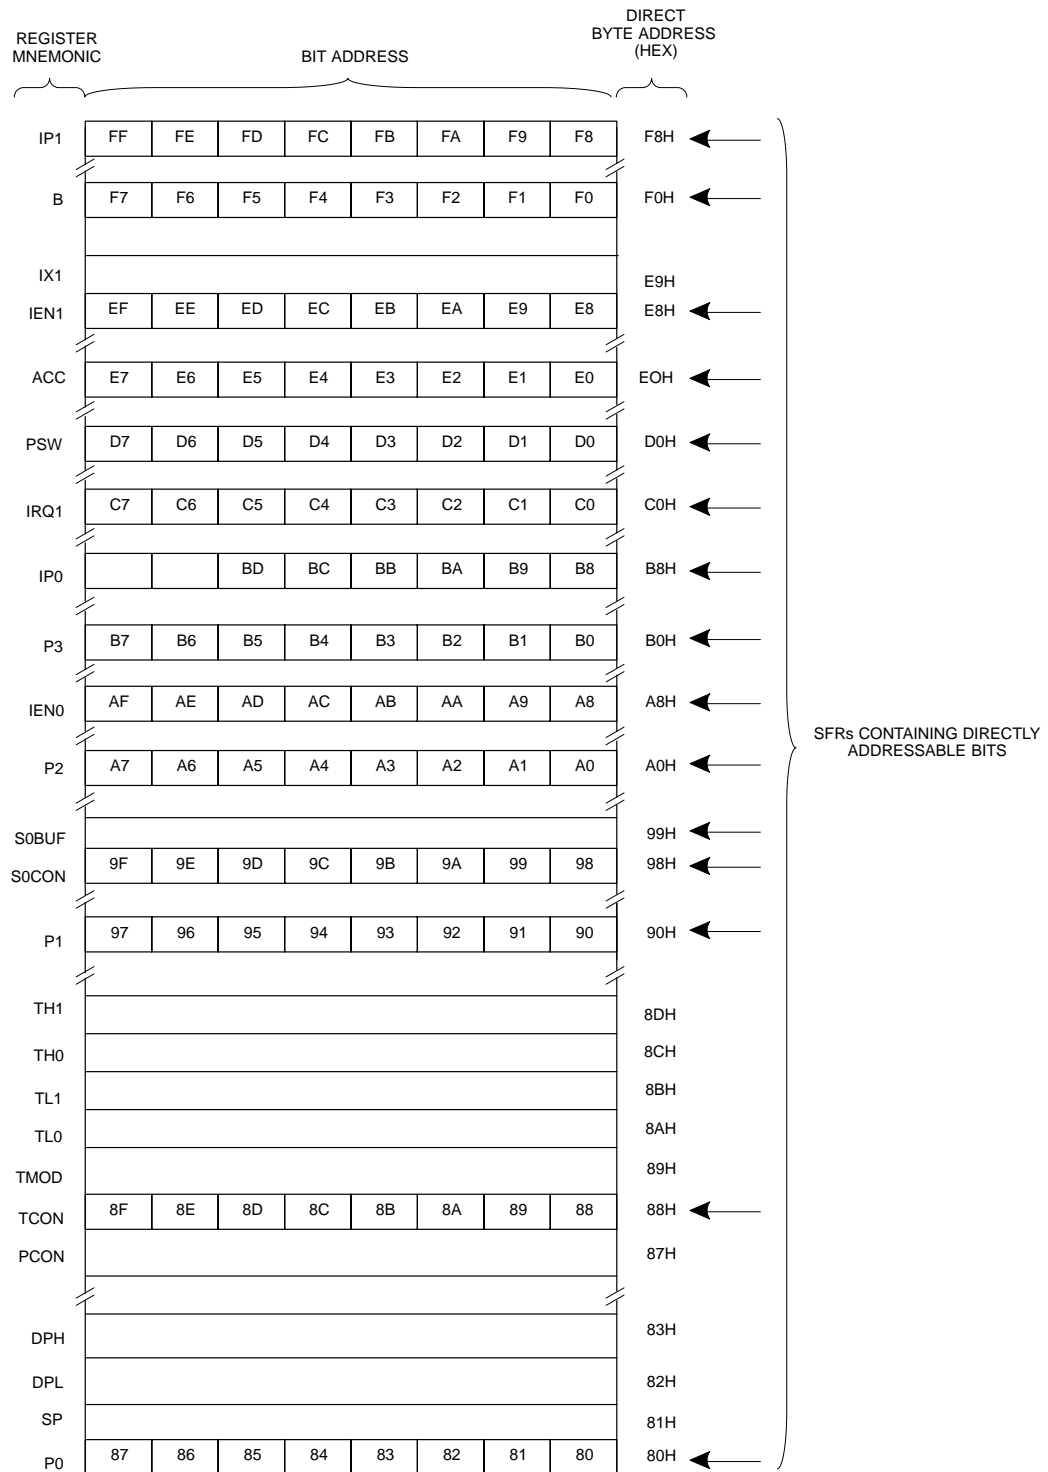 REGISTER
MNEMONIC
BIT ADDRESS
DIRECT
BYTE ADDRESS
(HEX)
IP1 FF FE FD FC FB FA F9 F8 F8H
B F7 F6 F5 F4 F3 F2 F1 F0 F0H
IX1 E9H
IEN1 EF EE ED EC EB EA E9 E8 E8H
ACC E7 E6 E5 E4 E3 E2 E1 E0 EOH
PSW D7 D6 D5 D4 D3 D2 D1 D0 D0H
IRQ1 C7 C6 C5 C4 C3 C2 C1 C0 C0H
IP0 BD BC BB BA B9 B8 B8H
P3 B7 B6 B5 B4 B3 B2 B1 B0 B0H
IEN0 AF AE AD AC AB AA A9 A8 A8H
P2 A7 A6 A5 A4 A3 A2 A1 A0 A0H
SFRs CONTAINING DIRECTLY
ADDRESSABLE BITS
S0BUF 99H
S0CON 9F 9E 9D 9C 9B 9A 99 98 98H
P1 97 96 95 94 93 92 91 90 90H
TH1 8DH
TH0 8CH
TL1 8BH
TL0 8AH
TMOD 89H
TCON 8F 8E 8D 8C 8B 8A 89 88 88H
PCON 87H
DPH 83H
DPL 82H
SP 81H
P0 87 86 85 84 83 82 81 80 80H